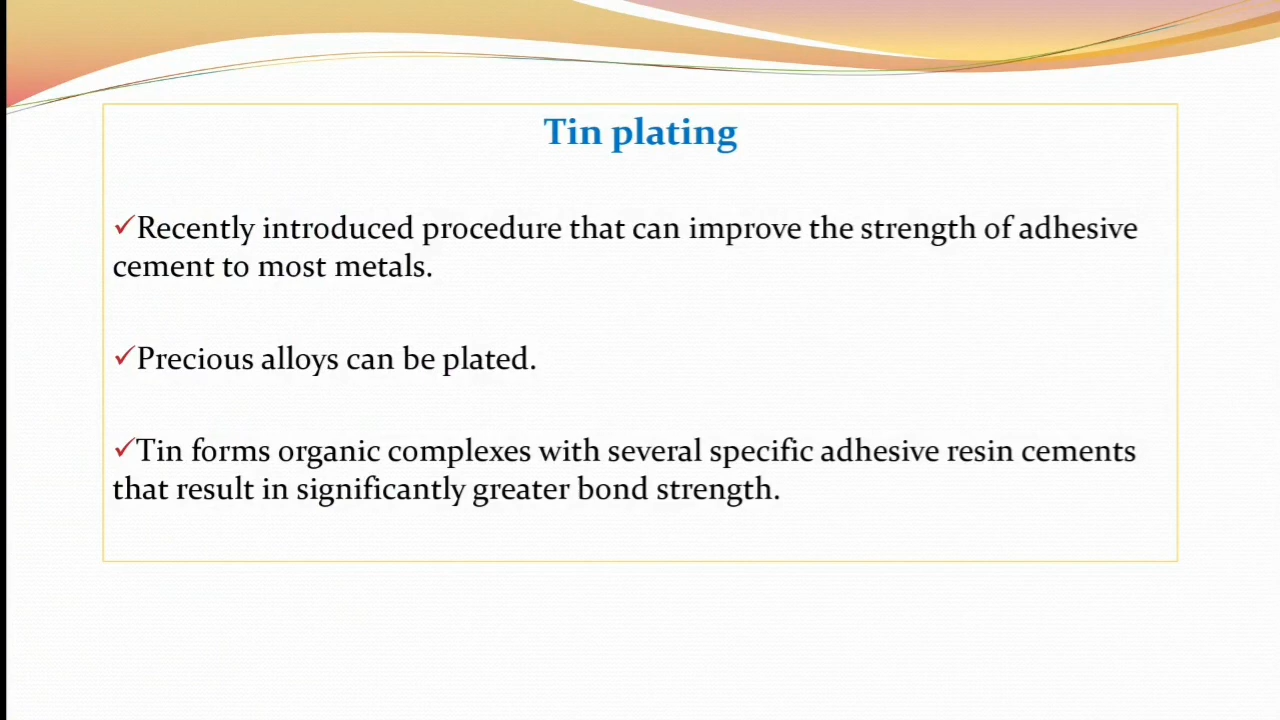 Tin plating
✓Recently introduced procedure that can improve the strength of adhesive
cement to most metals.
✓Precious alloys can be plated.
✓Tin forms organic complexes with several specific adhesive resin cements
that result in significantly greater bond strength.